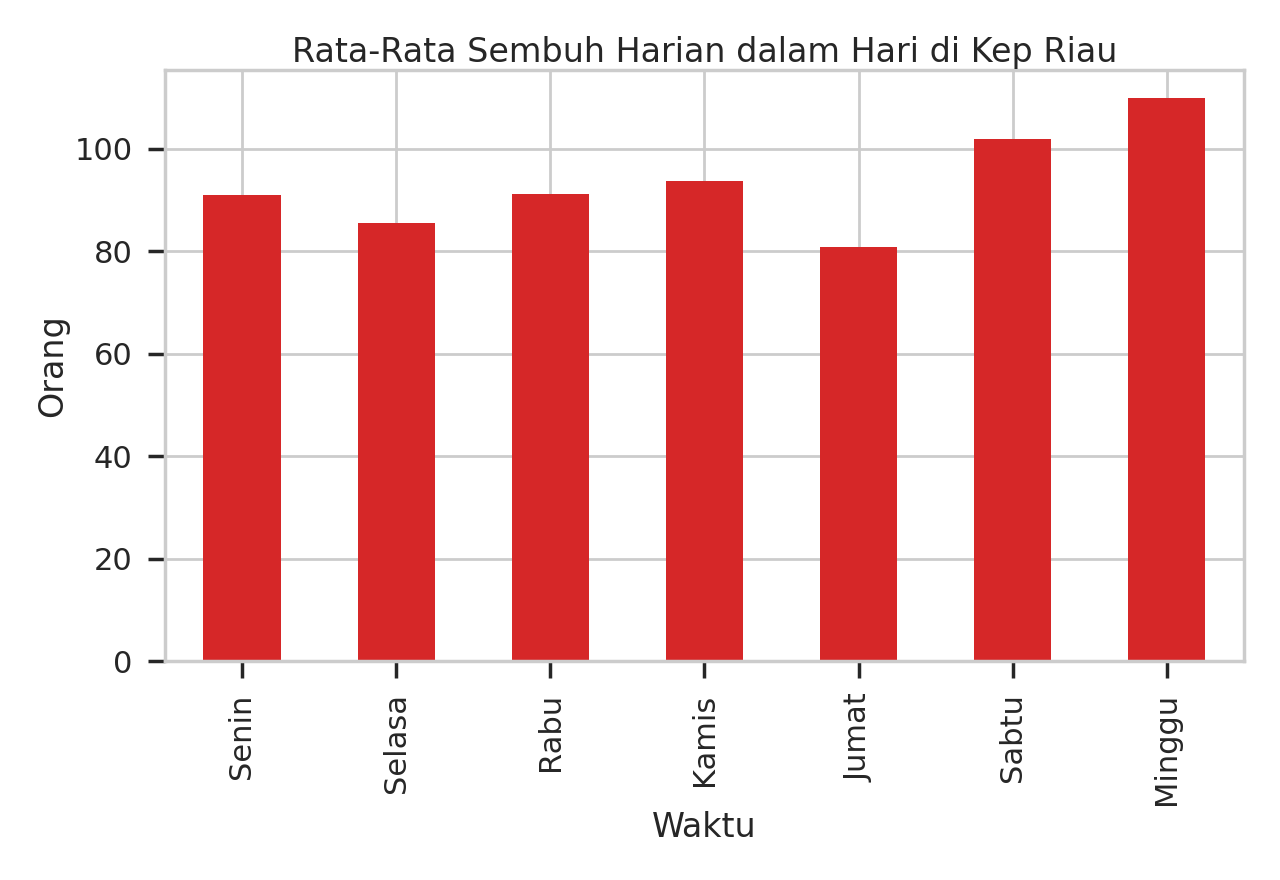 Rata-Rata Sembuh Harian dalam Hari di Kep Riau
100
80
60
40
20
0
Orang
Senin
Selasa
Rabu
Kamis
Jumat
Sabtu
Minggu
Waktu